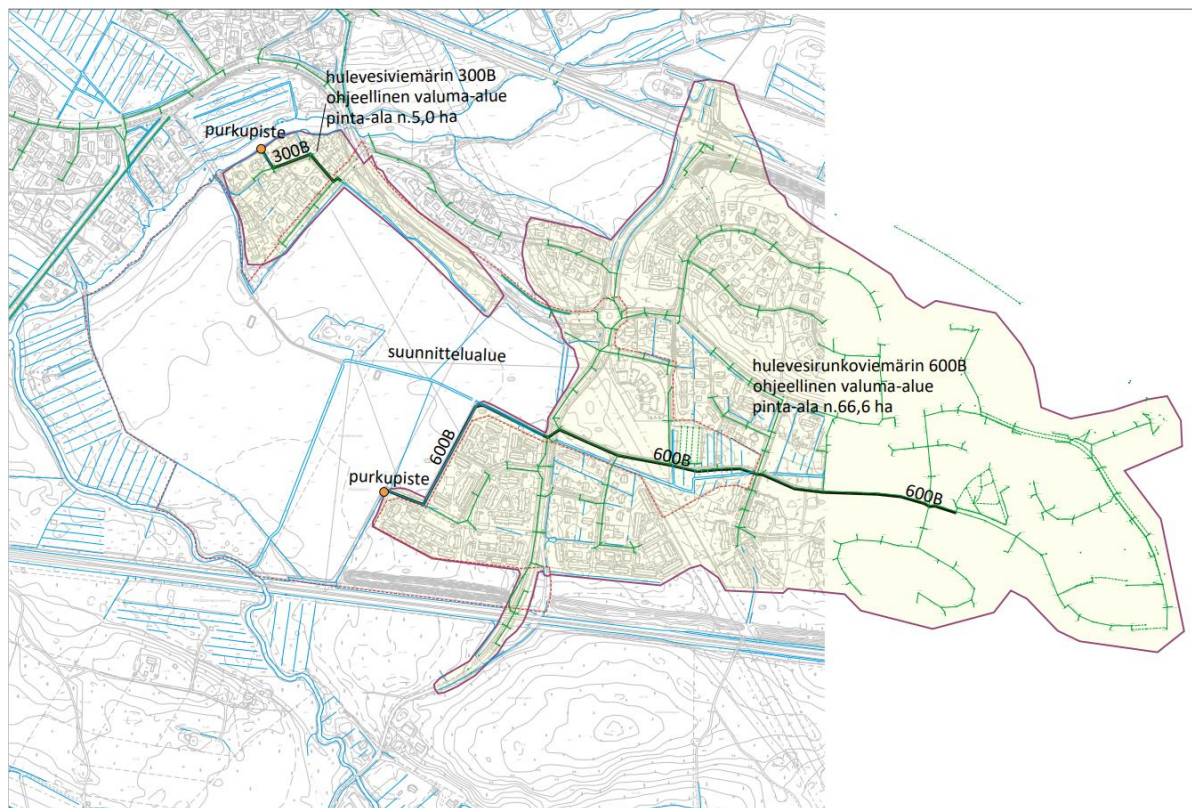 hulevesiviemärin 300B
ohjeellinen valuma-alue
pinta-ala n.5,0 ha
purkupiste
300B
suunnittelualue
hulevesirunkoviemärin 600B
ohjeellinen valuma-alue
pinta-ala n.66,6 ha
600B
600B
purkupiste
600B